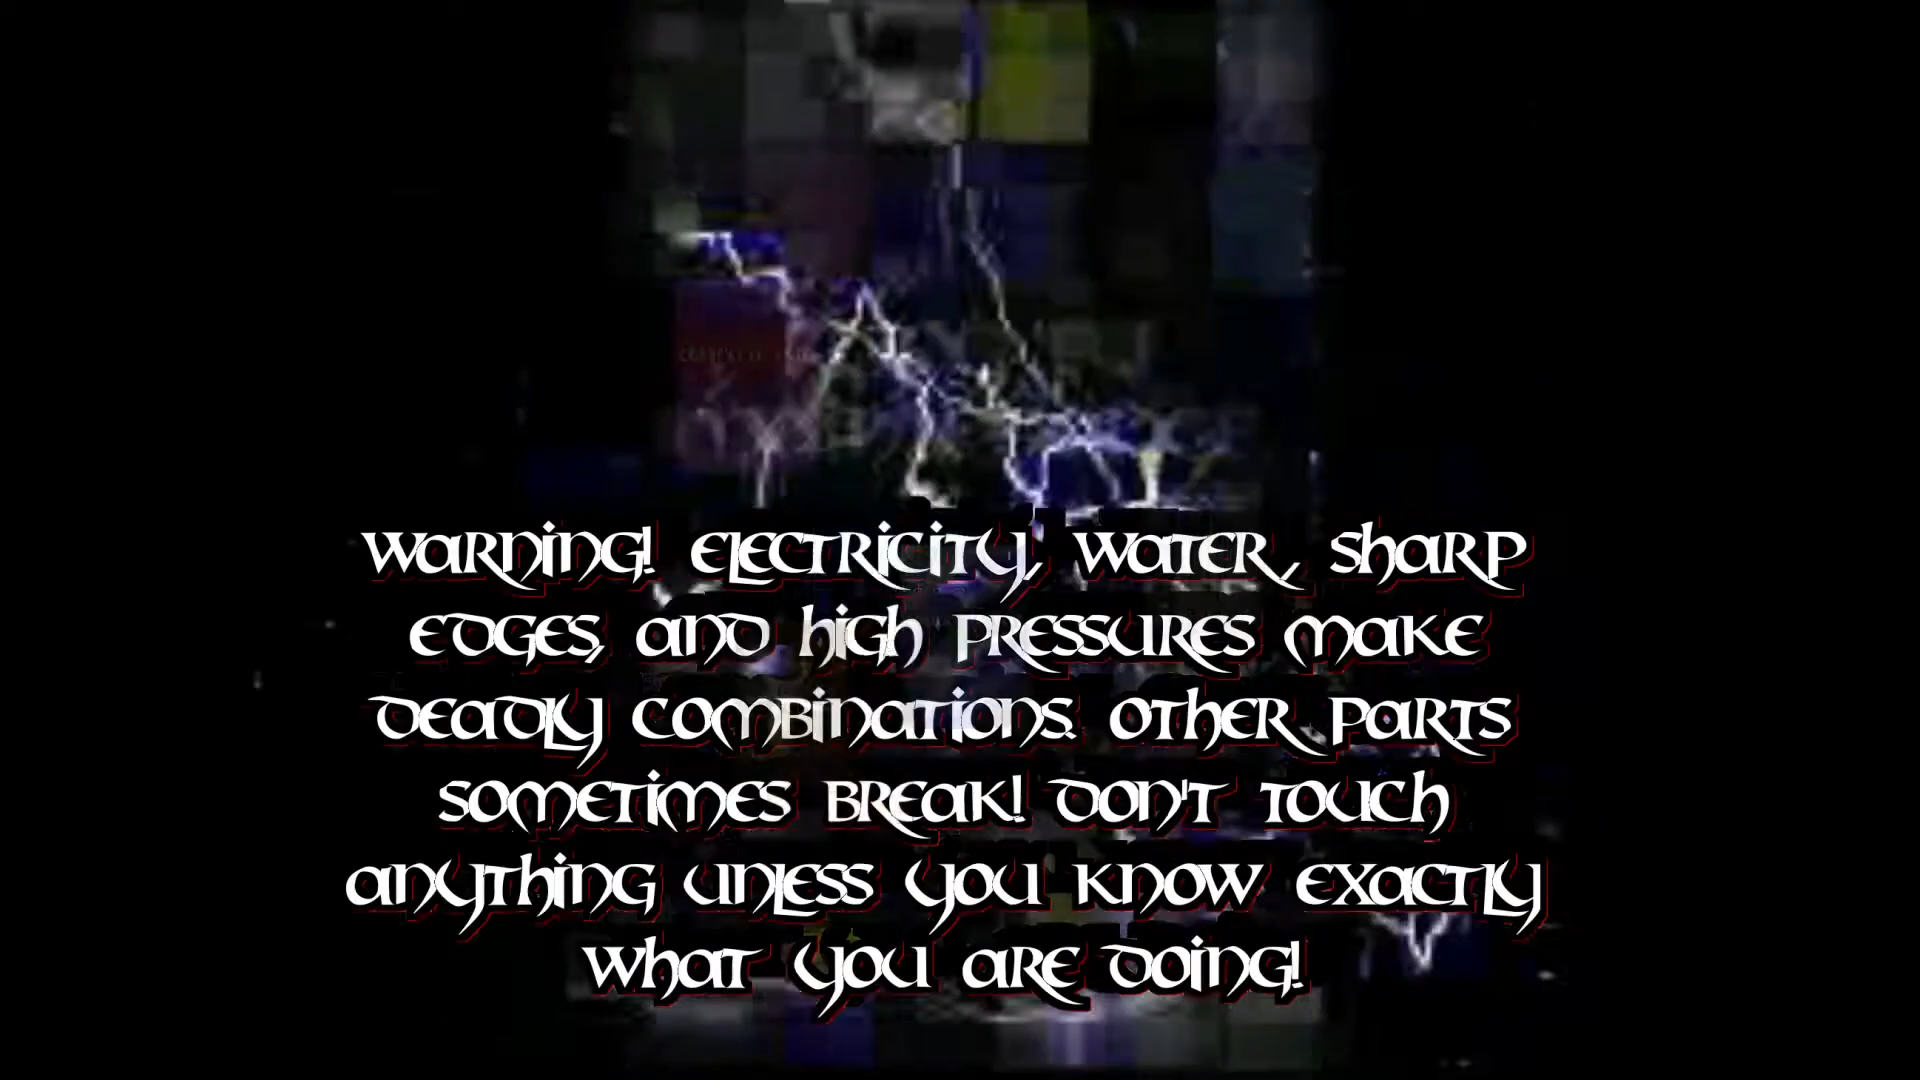 Warning! Electricity, water, sharp
edges, and high pressures make
deadly combinations. Other parts
sometimes break! Don't touch
anything unless you know exactly
what you are doing!